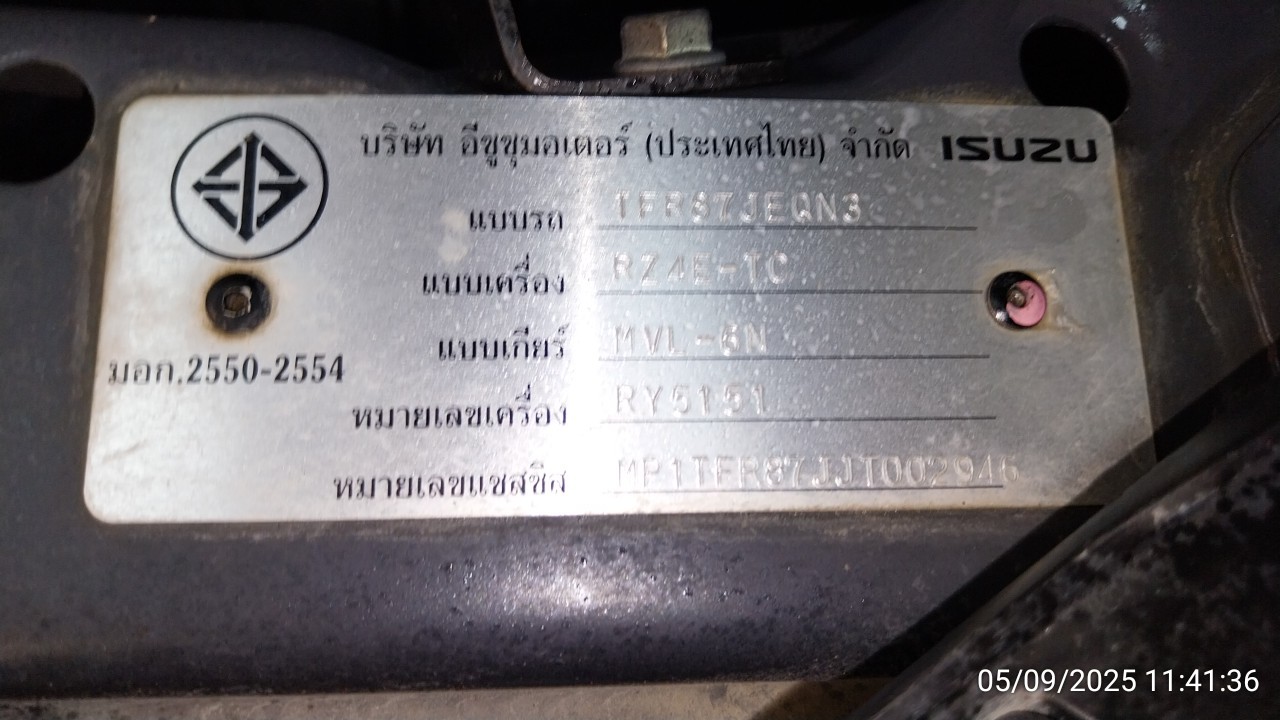 บริษัท อีซูซุมอเตอร์ (ประเทศไทย) จำกัด ISUZU
แบบรถ TFR87JEQN3
แบบเครื่อง RZ4E-TC
แบบเกียร์ MVL-6N
มอก.2550-2554
หมายเลขเครื่อง RY5151
หมายเลขแชสซิส MP1TFR87JJT002946
05/09/2025 11:41:36